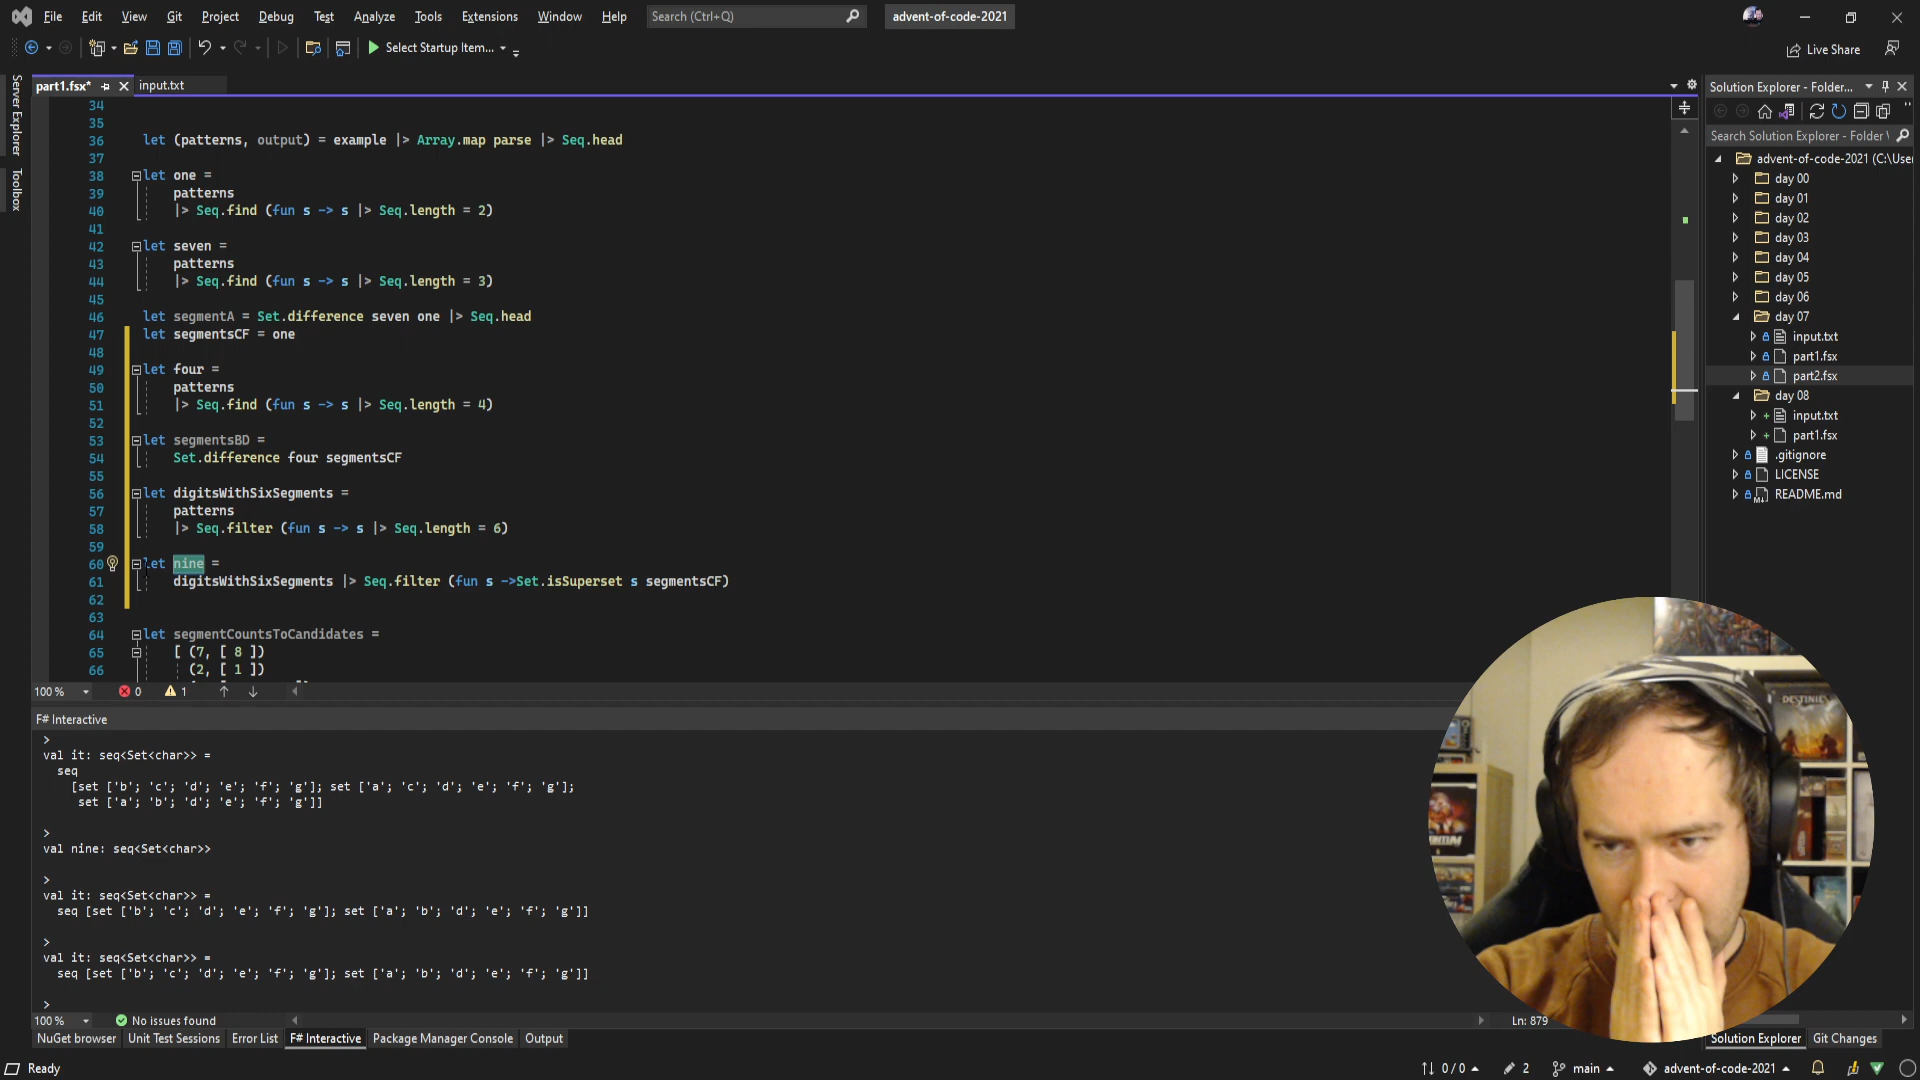 File Edit View Git Project Debug Test Analyze Tools Extensions Window Help Search (Ctrl+Q) advent-of-code-2021
Select Startup Item... Live Share
Server Explorer
Toolbox
part1.fsx* input.txt
34
35
36 let (patterns, output) = example |> Array.map parse |> Seq.head
37
38 let one =
39 patterns
40 |> Seq.find (fun s -> s |> Seq.length = 2)
41
42 let seven =
43 patterns
44 |> Seq.find (fun s -> s |> Seq.length = 3)
45
46 let segmentA = Set.difference seven one |> Seq.head
47 let segmentsCF = one
48
49 let four =
50 patterns
51 |> Seq.find (fun s -> s |> Seq.length = 4)
52
53 let segmentsBD =
54 Set.difference four segmentsCF
55
56 let digitsWithSixSegments =
57 patterns
58 |> Seq.filter (fun s -> s |> Seq.length = 6)
59
60 let nine =
61 digitsWithSixSegments |> Seq.filter (fun s ->Set.isSuperset s segmentsCF)
62
63
64 let segmentCountsToCandidates =
65 [ (7, [ 8 ])
66 (2, [ 1 ])
100 % 0 1
F# Interactive
>
val it: seq<Set<char>> =
seq
[set ['b'; 'c'; 'd'; 'e'; 'f'; 'g']; set ['a'; 'c'; 'd'; 'e'; 'f'; 'g'];
set ['a'; 'b'; 'd'; 'e'; 'f'; 'g']]
>
val nine: seq<Set<char>>
>
val it: seq<Set<char>> =
seq [set ['b'; 'c'; 'd'; 'e'; 'f'; 'g']; set ['a'; 'b'; 'd'; 'e'; 'f'; 'g']]
>
val it: seq<Set<char>> =
seq [set ['b'; 'c'; 'd'; 'e'; 'f'; 'g']; set ['a'; 'b'; 'd'; 'e'; 'f'; 'g']]
>
100 % No issues found Ln: 879
NuGet browser Unit Test Sessions Error List F# Interactive Package Manager Console Output
Ready
Solution Explorer - Folder...
Search Solution Explorer - Folder
advent-of-code-2021 (C:\User
day 00
day 01
day 02
day 03
day 04
day 05
day 06
day 07
input.txt
part1.fsx
part2.fsx
day 08
input.txt
part1.fsx
.gitignore
LICENSE
README.md
DESTINIES
Solution Explorer Git Changes
0 / 0 2 main advent-of-code-2021